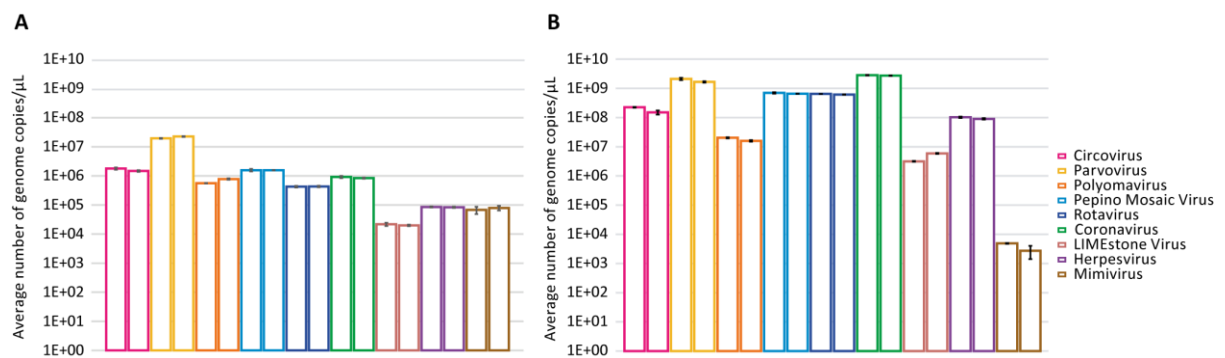 A
Average number of genome copies/µL
1E+10
1E+09
1E+08
1E+07
1E+06
1E+05
1E+04
1E+03
1E+02
1E+01
1E+00
B
Average number of genome copies/µL
1E+10
1E+09
1E+08
1E+07
1E+06
1E+05
1E+04
1E+03
1E+02
1E+01
1E+00
Circovirus
Parvovirus
Polyomavirus
Pepino Mosaic Virus
Rotavirus
Coronavirus
LIMEstone Virus
Herpesvirus
Mimivirus